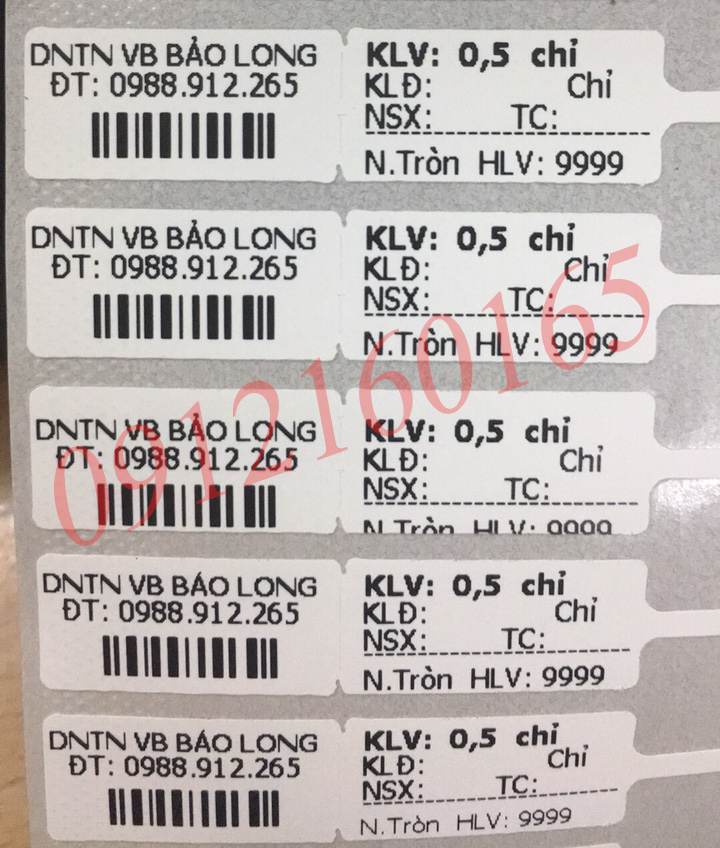 DNTN VB BẢO LONG
ĐT: 0988.912.265
KLV: 0,5 chỉ
KLĐ: Chỉ
NSX: TC:
N.Tròn HLV: 9999
DNTN VB BẢO LONG
ĐT: 0988.912.265
KLV: 0,5 chỉ
KLĐ: Chỉ
NSX: TC:
N.Tròn HLV: 9999
DNTN VB BẢO LONG
ĐT: 0988.912.265
KLV: 0,5 chỉ
KLĐ: Chỉ
NSX: TC:
N.Tròn HLV: 9999
DNTN VB BẢO LONG
ĐT: 0988.912.265
KLV: 0,5 chỉ
KLĐ: Chỉ
NSX: TC:
N.Tròn HLV: 9999
DNTN VB BẢO LONG
ĐT: 0988.912.265
KLV: 0,5 chỉ
KLĐ: Chỉ
NSX: TC:
N.Tròn HLV: 9999
0912160165